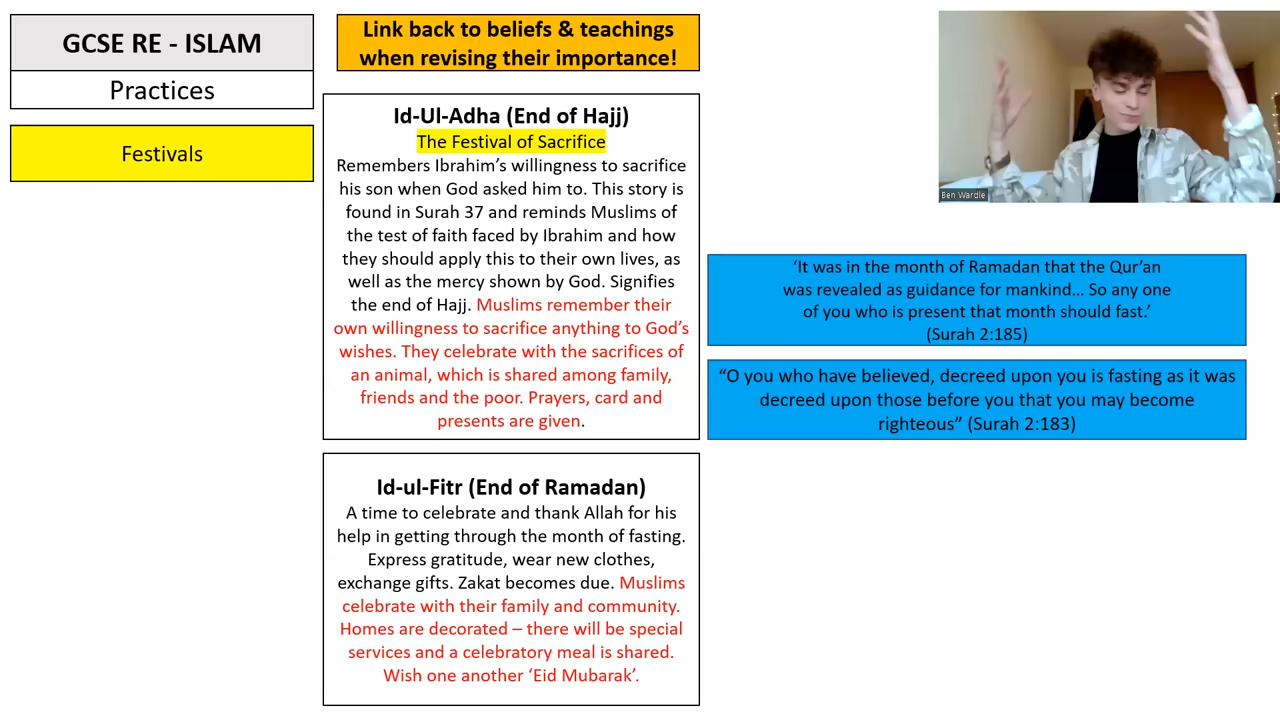 GCSE RE - ISLAM
Practices
Festivals
Link back to beliefs & teachings
when revising their importance!
Id-Ul-Adha (End of Hajj)
The Festival of Sacrifice
Remembers Ibrahim's willingness to sacrifice
his son when God asked him to. This story is
found in Surah 37 and reminds Muslims of
the test of faith faced by Ibrahim and how
they should apply this to their own lives, as
well as the mercy shown by God. Signifies
the end of Hajj. Muslims remember their
own willingness to sacrifice anything to God's
wishes. They celebrate with the sacrifices of
an animal, which is shared among family,
friends and the poor. Prayers, card and
presents are given.
Id-ul-Fitr (End of Ramadan)
A time to celebrate and thank Allah for his
help in getting through the month of fasting.
Express gratitude, wear new clothes,
exchange gifts. Zakat becomes due. Muslims
celebrate with their family and community.
Homes are decorated – there will be special
services and a celebratory meal is shared.
Wish one another 'Eid Mubarak'.
Ben Wardle
'It was in the month of Ramadan that the Qur'an
was revealed as guidance for mankind... So any one
of you who is present that month should fast.'
(Surah 2:185)
"O you who have believed, decreed upon you is fasting as it was
decreed upon those before you that you may become
righteous" (Surah 2:183)